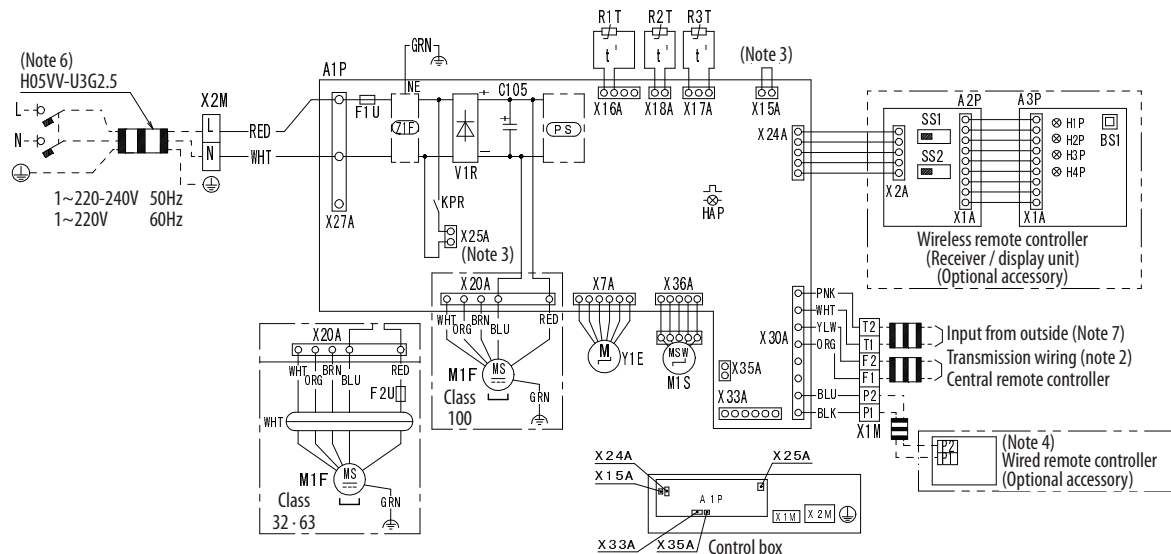 (Note 6)
H05VV-U3G2.5
L
N
X2M
L
N
RED
WHT
1~220-240V 50Hz
1~220V 60Hz
A1P
F1U
X27A
GRN
NE
ZIF
V1R
C105
PS
KPR
X25A
(Note 3)
R1T
t°
X16A
R2T
t°
X18A
R3T
t°
X17A
(Note 3)
X15A
HAP
X24A
X2A
SS1
SS2
A2P
X1A
A3P
X1A
H1P
H2P
H3P
H4P
BS1
Wireless remote controller
(Receiver / display unit)
(Optional accessory)
X20A
WHT
ORG
BRN
BLU
RED
M1F
MS
Class
100
GRN
X20A
WHT
ORG
BRN
BLU
RED
F2U
WHT
M1F
MS
Class
32·63
GRN
X7A
M
Y1E
X36A
MSW
M1S
X35A
X33A
X30A
PNK
WHT
YLW
ORG
BLU
BLK
T2
T1
F2
F1
P2
P1
X1M
Input from outside (Note 7)
Transmission wiring (note 2)
Central remote controller
P2
P1
(Note 4)
Wired remote controller
(Optional accessory)
X24A
X15A
X25A
A1P
X1M
X2M
X33A
X35A
Control box